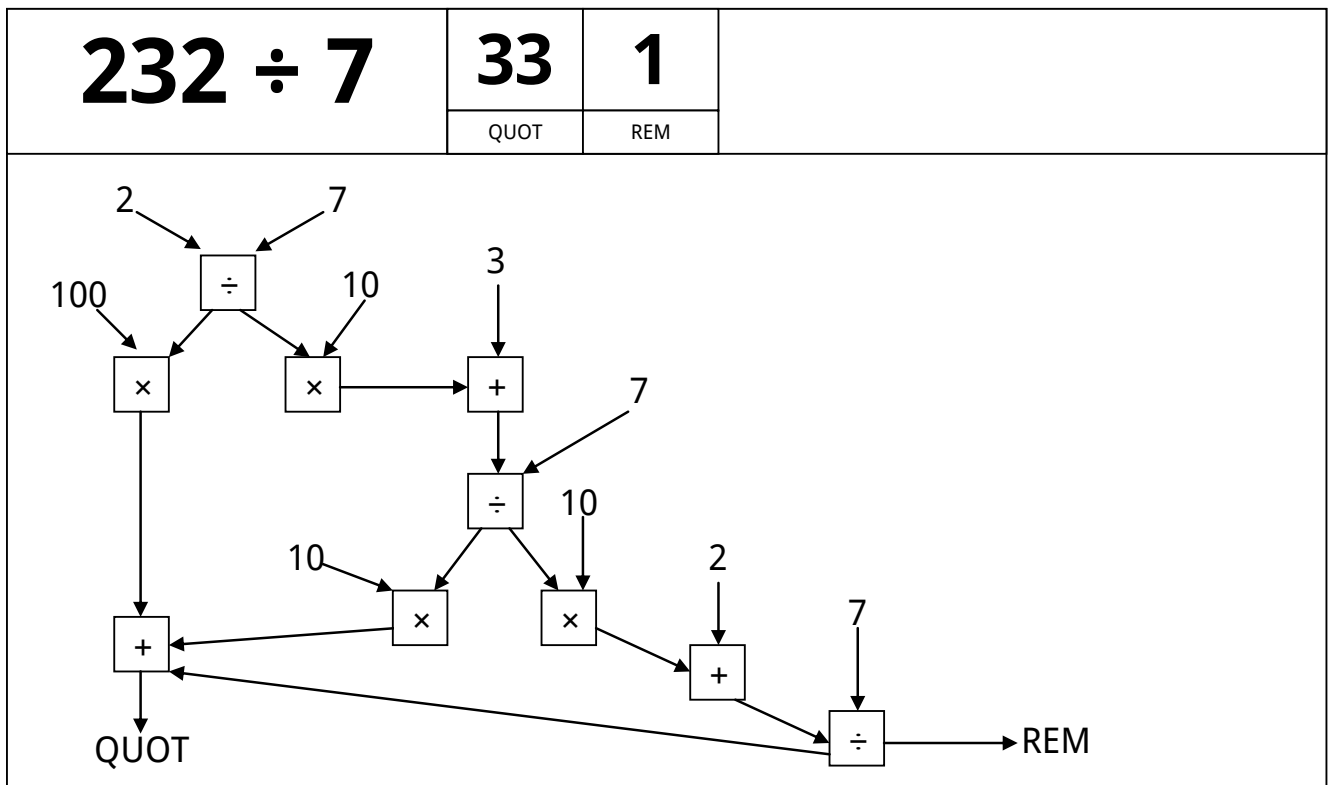 232 ÷ 7
33 1
QUOT REM
2 7
3
100 ÷ 10
× × +
7
÷ 10
10 2
× × 7
+ +
÷
QUOT REM